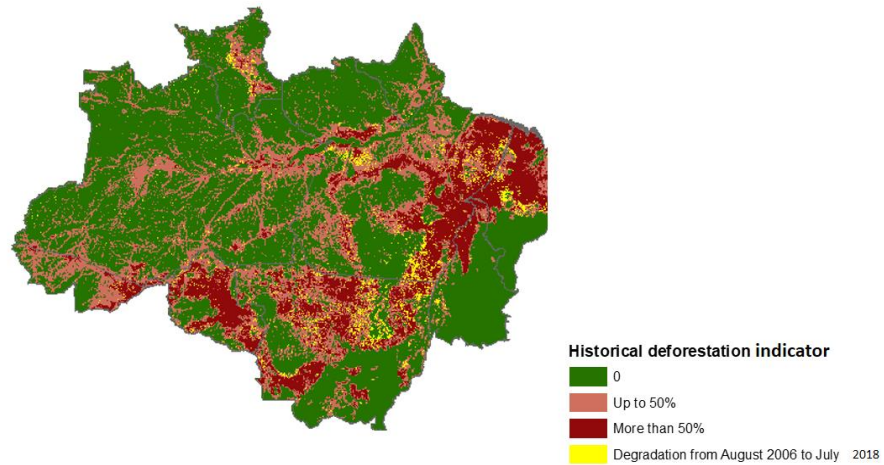 Historical deforestation indicator
0
Up to 50%
More than 50%
Degradation from August 2006 to July 2018